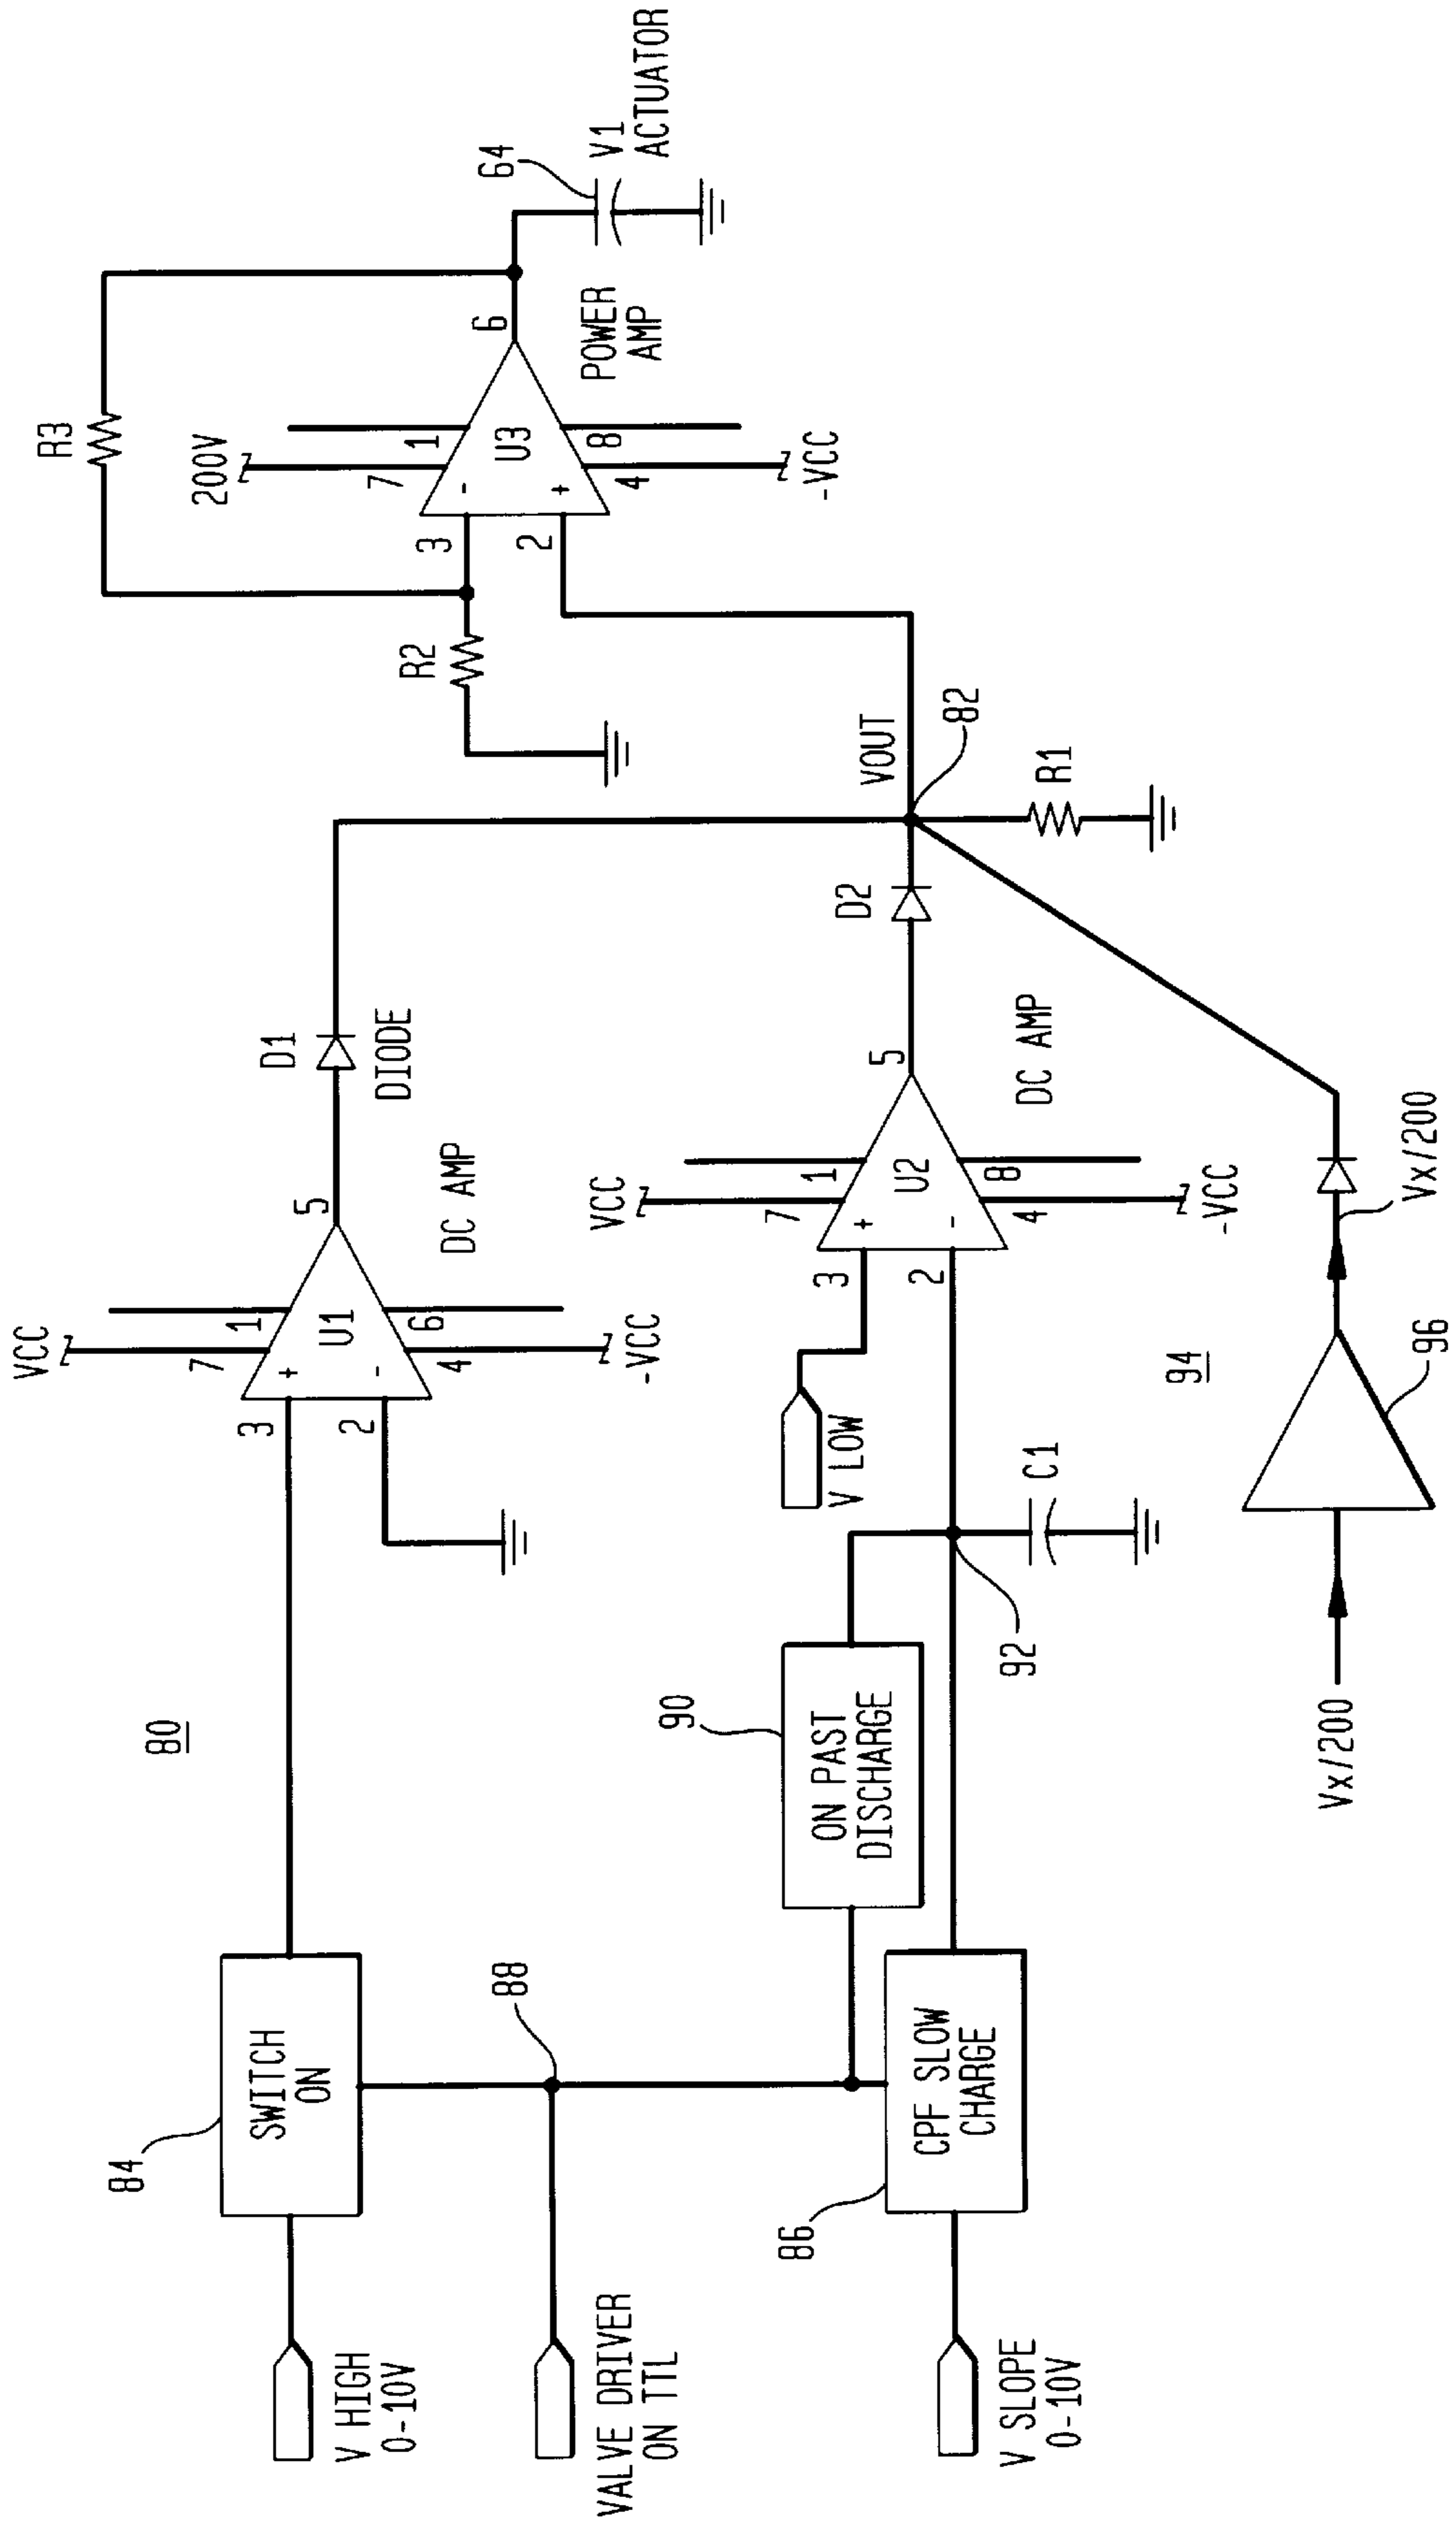 80
V HIGH
0-10V
84
SWITCH
ON
VALVE DRIVER
ON TTL
88
V SLOPE
0-10V
86
CPF SLOW
CHARGE
90
ON PAST
DISCHARGE
92
C1
V LOW
VCC
7
1
3
+
U1
2
-
4
6
-VCC
5
DC AMP
D1
DIODE
VCC
7
1
3
+
U2
2
-
4
8
-VCC
5
DC AMP
D2
VOUT
82
R1
94
Vx/200
96
Vx/200
R2
R3
200V
7
1
3
-
U3
2
+
4
8
-VCC
6
POWER
AMP
64
V1
ACTUATOR